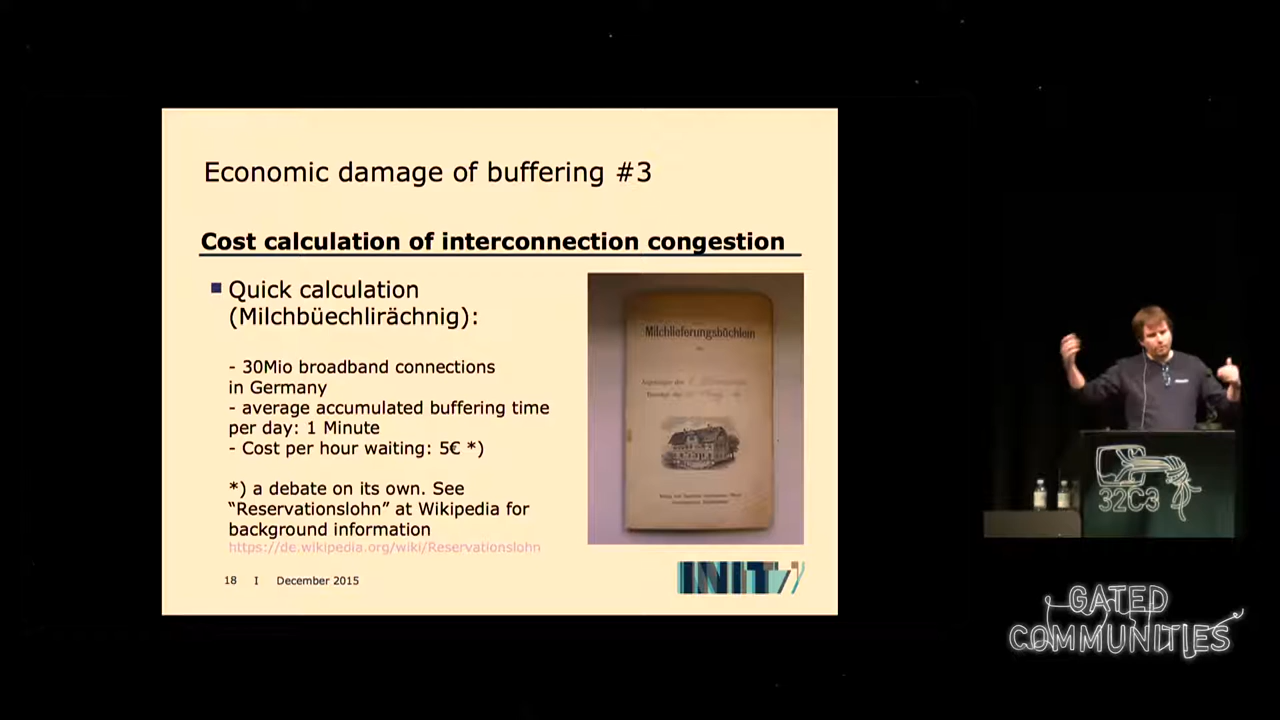 Economic damage of buffering #3
Cost calculation of interconnection congestion
Quick calculation
(Milchbüechlirächnig):
- 30Mio broadband connections
in Germany
- average accumulated buffering time
per day: 1 Minute
- Cost per hour waiting: 5€ *)
*) a debate on its own. See
“Reservationslohn” at Wikipedia for
background information
https://de.wikipedia.org/wiki/Reservationslohn
Milchlieferungsbüchlein
18 I December 2015
INIT7
32C3
GATED
COMMUNITIES